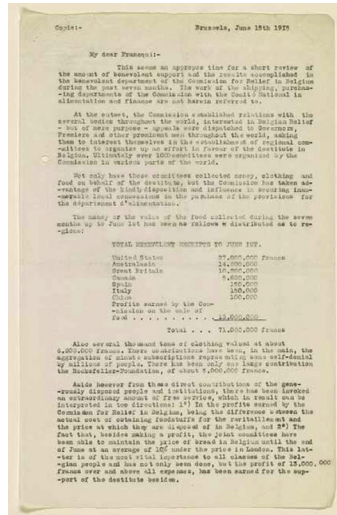 Copie:- Brussels, June 15th 1915
My dear Francqui:-
This seems an appropos time for a short review of
the amount of benevolent support and the results accomplished in
the benevolent department of the Commission for Relief in Belgium
during the past seven months. The work of the shipping, purchas-
-ing departments of the Commission with the Comité National in
alimentation and finance are not herein referred to.
At the outset, the Commission established relations with the
several bodies throughout the world, interested in Belgian Relief
- but of more purpose - appeals were dispatched to Governors,
Premiers and other prominent men throughout the world, asking
them to interest themselves in the establishment of regional com-
-mittees to organise up an effort in favour of the destitute in
Belgium. Ultimately over 1000 committees were organized by the
Commission in various parts of the world.
Not only have these committees collected money, clothing and
food on behalf of the destitute, but the Commission has taken ad-
-vantage of the kindly disposition and influence in securing innu-
-merable local concessions in the purchase of the provisions for
the département d'alimentation.
The money or the value of the food collected during the seven
months up to June 1st has been as follows - distributed as to re-
-gions:
TOTAL BENEVOLENT RECEIPTS TO JUNE 1ST.
United States 27.000.000 francs
Australasia
Great Britain
Canada
Spain
Italy
China 100.000
Profits earned by the Com-
-mission on the sale of
food . . . . . . . . . . 13.000.000
Total . . . 71.000.000 francs
Also several thousand tons of clothing valued at about
francs. These contributions have been, in the main, the
aggregation of minute subscriptions representing some self-denial
by millions of people. There has been only one large contribution
the Rockefeller-Foundation, of about francs.
Aside however from these direct contributions of the gene-
-rously disposed people and institutions, there has been invoked
an extraordinary amount of free service, which in result can be
interpreted in two directions: 1°) In the profits earned by the
Commission for Relief in Belgium, being the difference between the
actual cost of obtaining foodstuffs for the ravitaillement and
the price at which they are disposed of in Belgium, and 2°) The
fact that, besides making a profit, the joint committees have
been able to maintain the price of bread in Belgium until the end
of June at an average of 10% under the price in London. This lat-
-ter is of the most vital importance to all classes of the Bel-
-gian people and has not only been done, but the profit of 13.000.000
francs over and above all expenses, has been earned for the sup-
-port of the destitute besides.